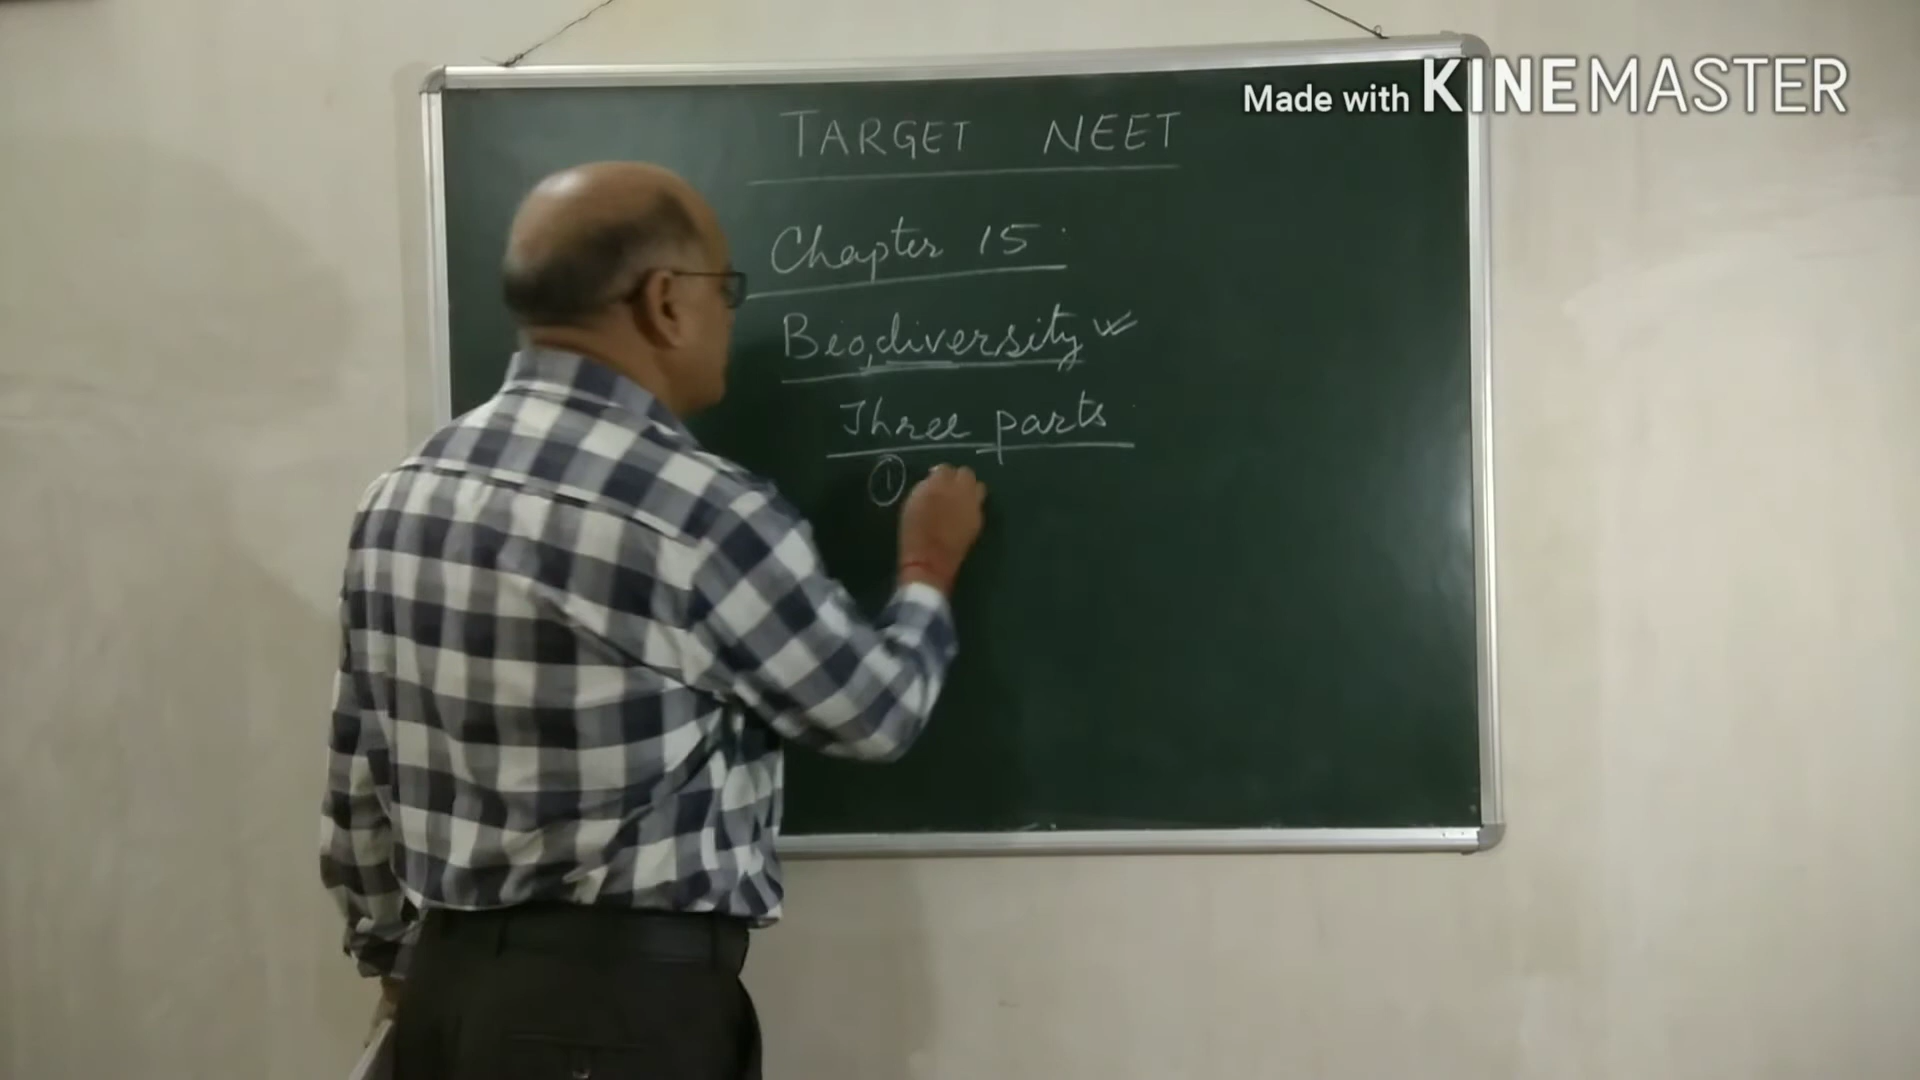 Made with KINEMASTER
TARGET NEET
Chapter 15
Biodiversity
Three parts
①